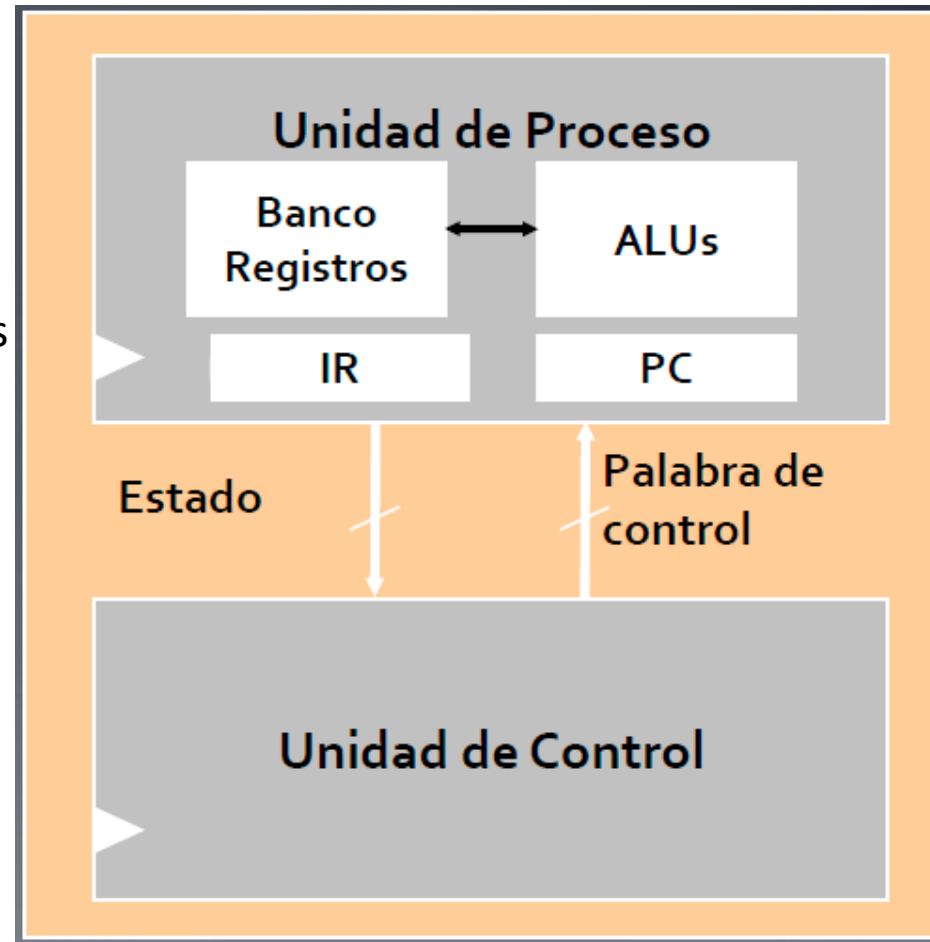 Unidad de Proceso
Banco
Registros
ALUs
s
IR
PC
Estado
Palabra de
control
Unidad de Control